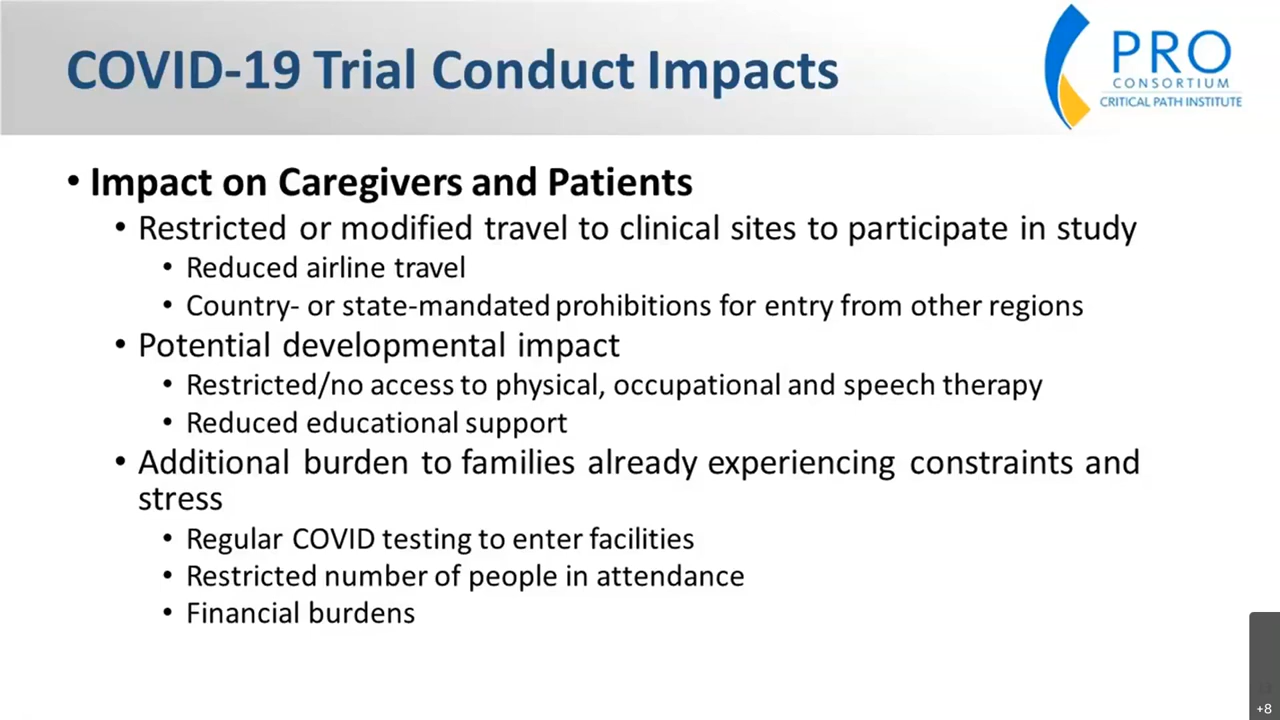 COVID-19 Trial Conduct Impacts
PRO
CONSORTIUM
CRITICAL PATH INSTITUTE
• Impact on Caregivers and Patients
• Restricted or modified travel to clinical sites to participate in study
• Reduced airline travel
• Country- or state-mandated prohibitions for entry from other regions
• Potential developmental impact
• Restricted/no access to physical, occupational and speech therapy
• Reduced educational support
• Additional burden to families already experiencing constraints and
stress
• Regular COVID testing to enter facilities
• Restricted number of people in attendance
• Financial burdens
+8